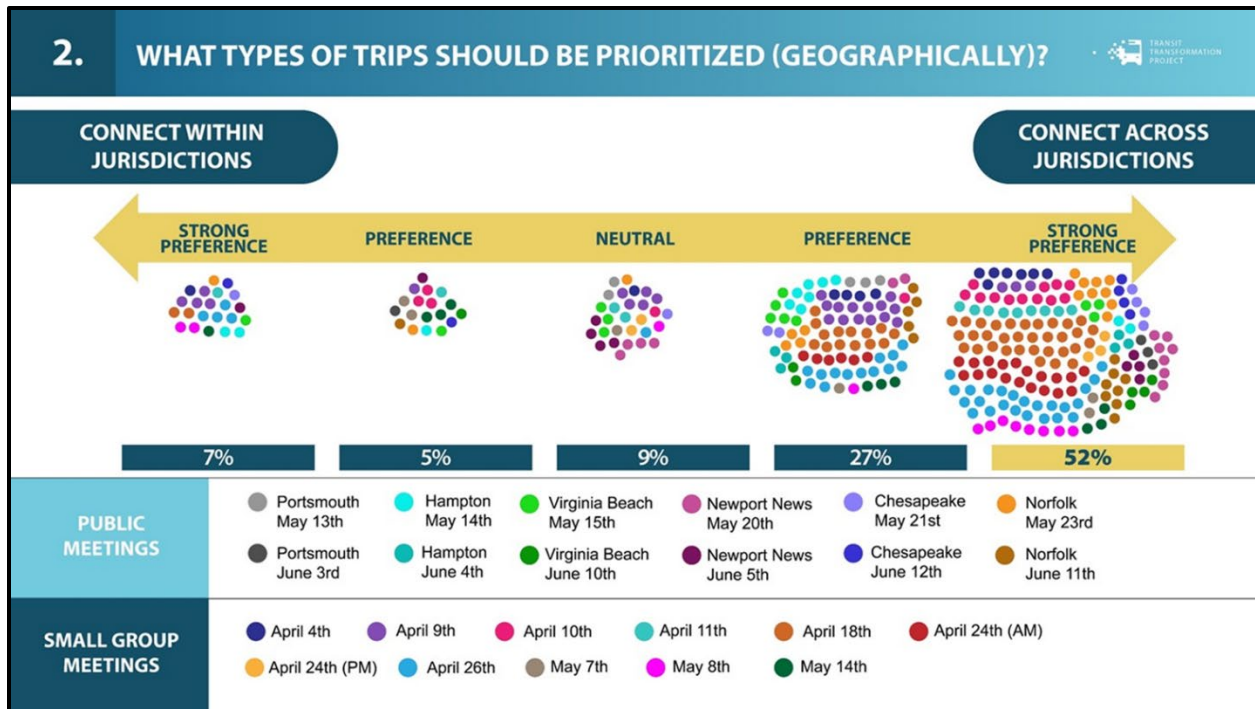 2. WHAT TYPES OF TRIPS SHOULD BE PRIORITIZED (GEOGRAPHICALLY)?
TRANSIT
TRANSFORMATION
PROJECT
CONNECT WITHIN
JURISDICTIONS
CONNECT ACROSS
JURISDICTIONS
STRONG
PREFERENCE
PREFERENCE
NEUTRAL
PREFERENCE
STRONG
PREFERENCE
7%
5%
9%
27%
52%
PUBLIC
MEETINGS
Portsmouth
May 13th
Hampton
May 14th
Virginia Beach
May 15th
Newport News
May 20th
Chesapeake
May 21st
Norfolk
May 23rd
Portsmouth
June 3rd
Hampton
June 4th
Virginia Beach
June 10th
Newport News
June 5th
Chesapeake
June 12th
Norfolk
June 11th
SMALL GROUP
MEETINGS
April 4th
April 9th
April 10th
April 11th
April 18th
April 24th (AM)
April 24th (PM)
April 26th
May 7th
May 8th
May 14th